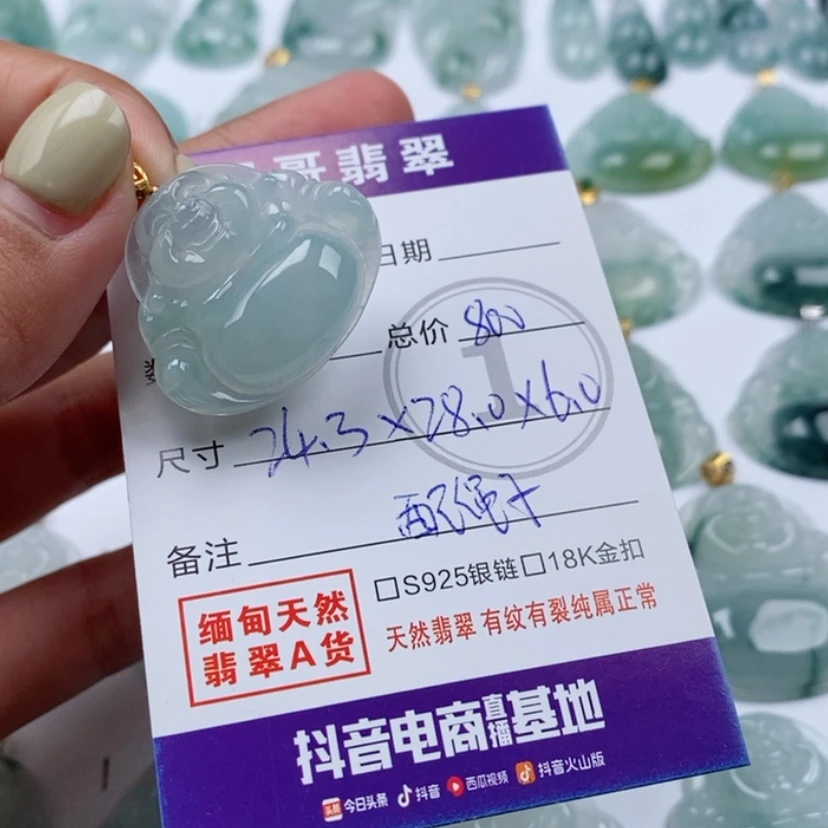 哥翡翠
日期
总价 800
尺寸 24.3×28.0×6.0
备注 配绳子
□S925银链□18K金扣
缅甸天然
翡翠A货
天然翡翠 有纹有裂纯属正常
抖音电商直播基地
今日头条 抖音 西瓜视频 抖音火山版